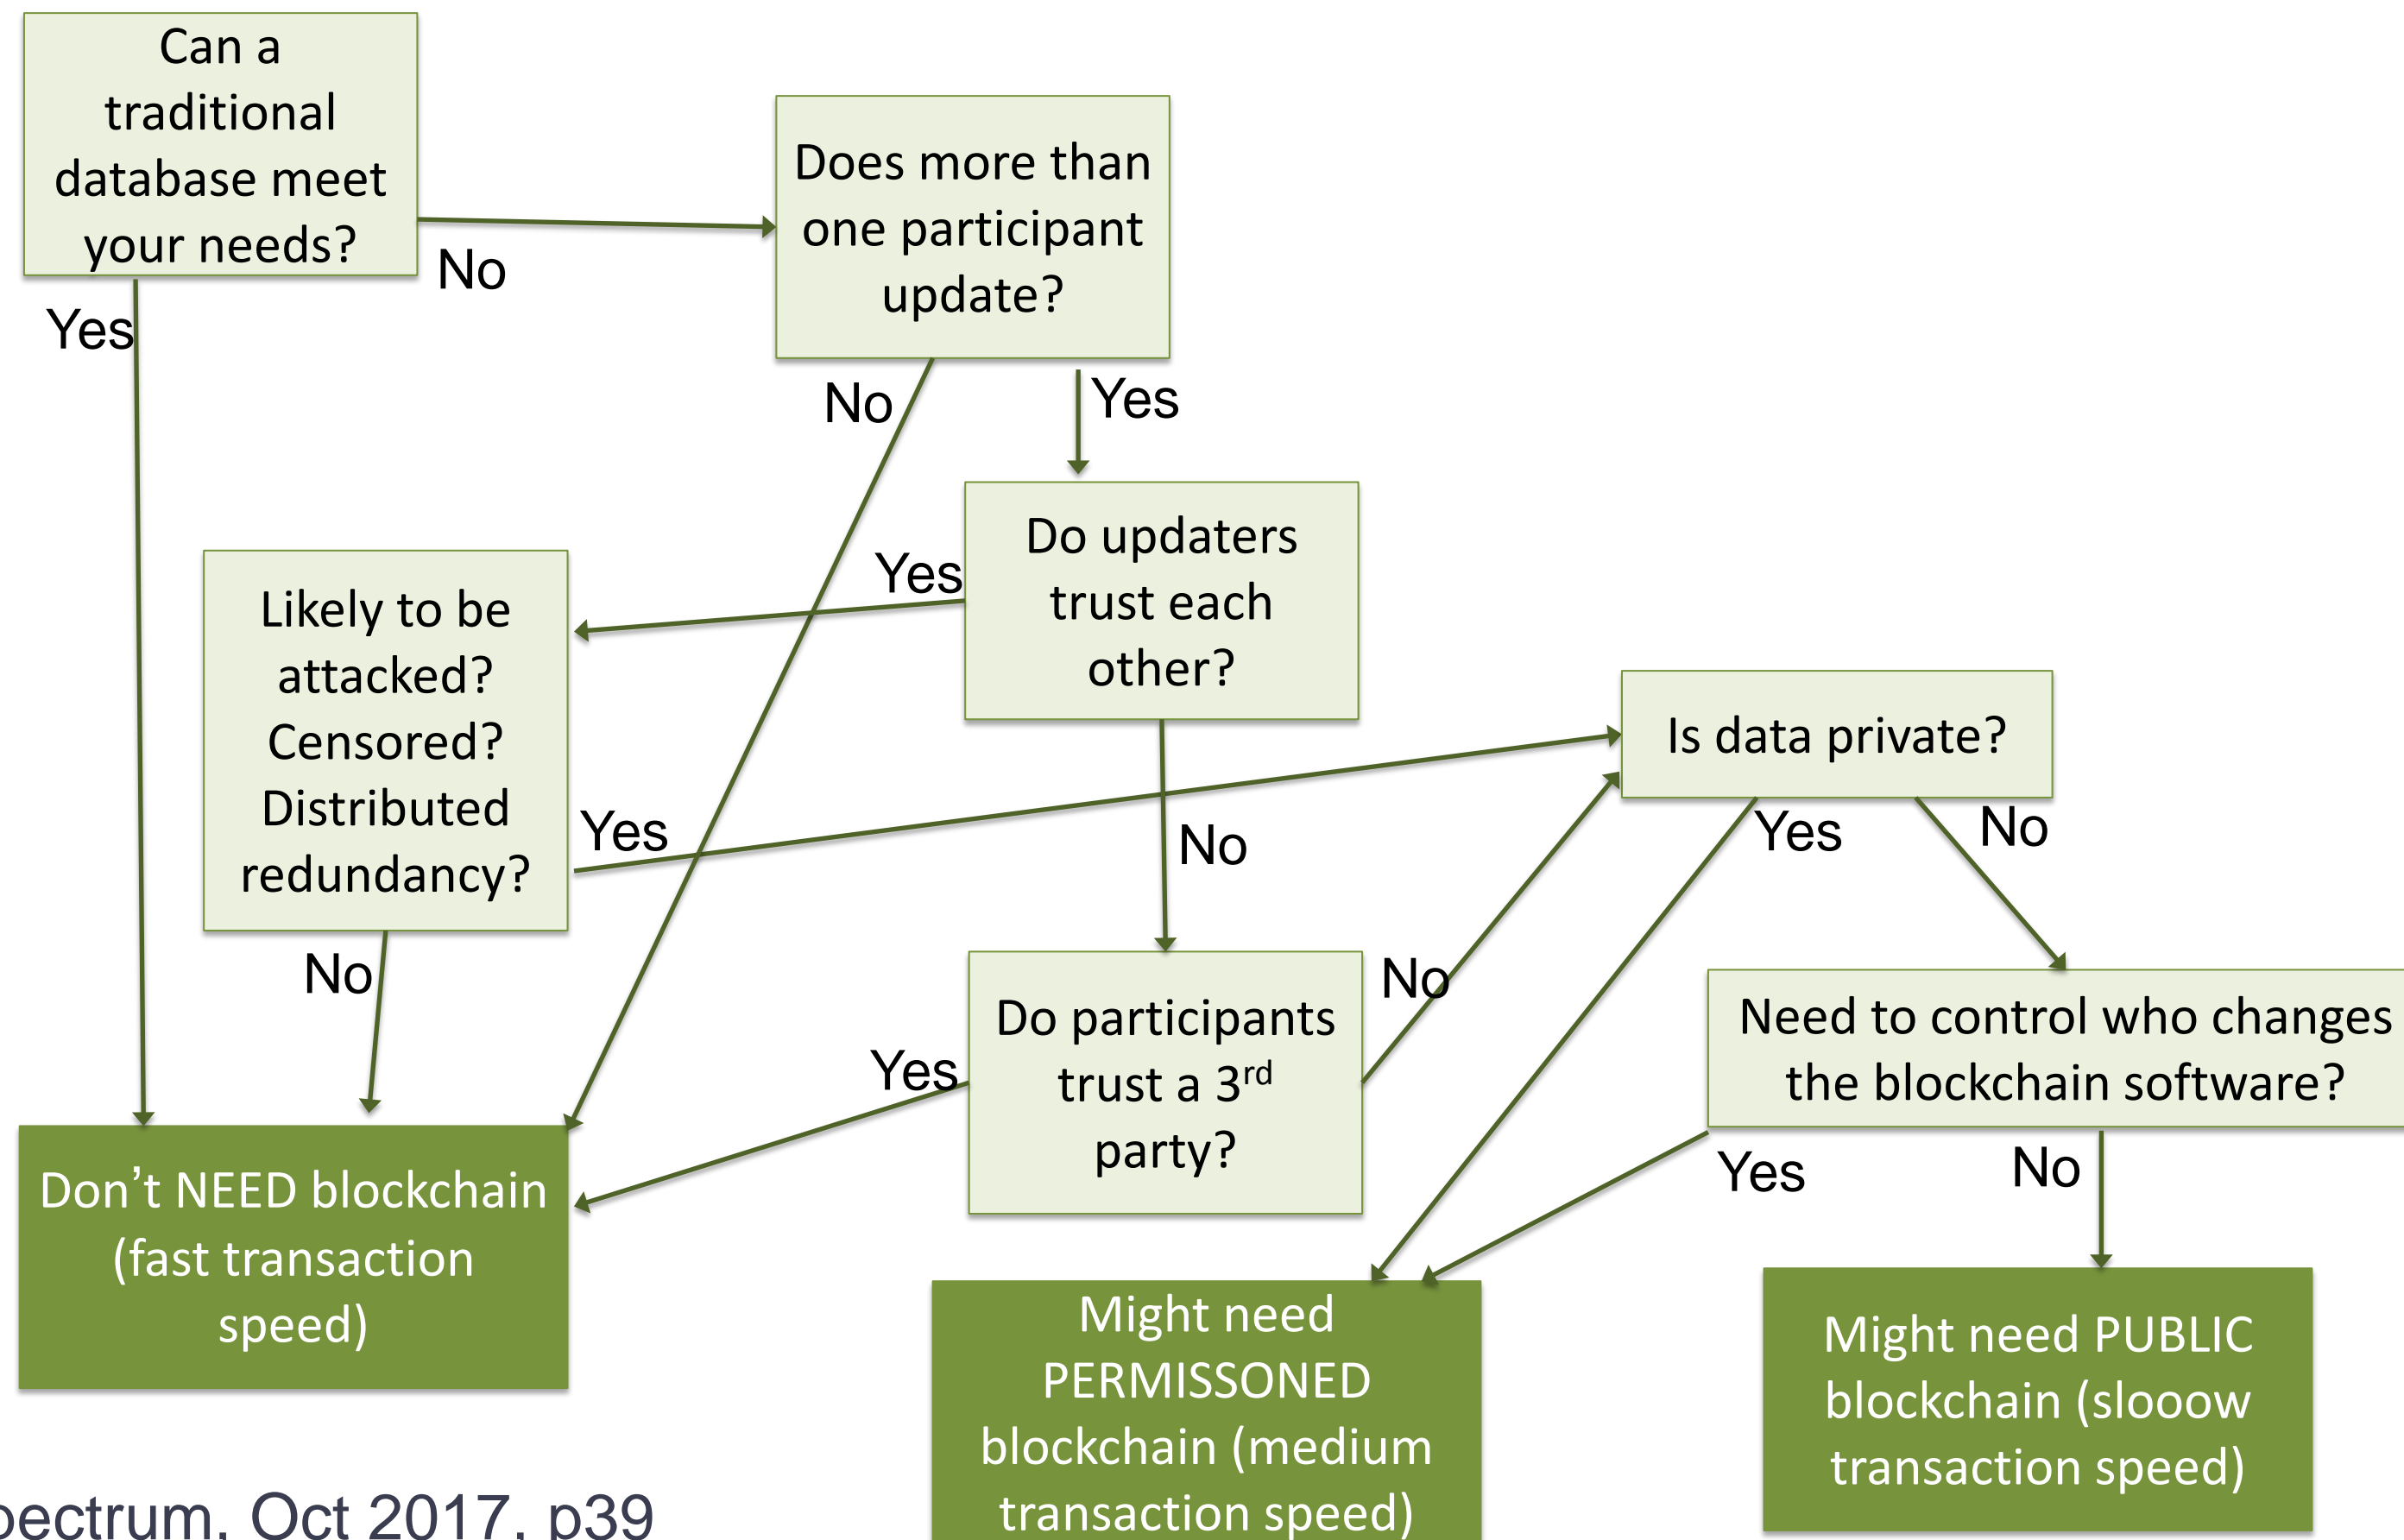 Can a
traditional
database meet
your needs?
No
Yes
Does more than
one participant
update?
No
Yes
Do updaters
trust each
other?
Yes
No
Likely to be
attacked?
Censored?
Distributed
redundancy?
Yes
No
Is data private?
Yes
No
Do participants
trust a 3rd
party?
No
Yes
Need to control who changes
the blockchain software?
Yes
No
Don't NEED blockchain
(fast transaction
speed)
Might need
PERMISSONED
blockchain (medium
transaction speed)
Might need PUBLIC
blockchain (slooow
transaction speed)
pectrum, Oct 2017, p39